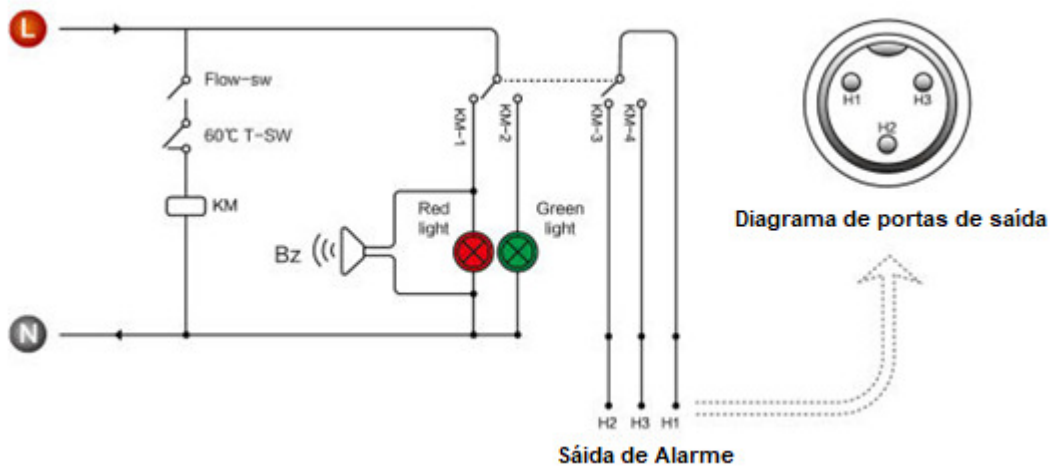 L
Flow-sw
60℃ T-SW
KM
KM-1
KM-2
KM-3
KM-4
Red
light
Green
light
Bz
N
H2 H3 H1
Sáida de Alarme
H1
H3
H2
Diagrama de portas de saída